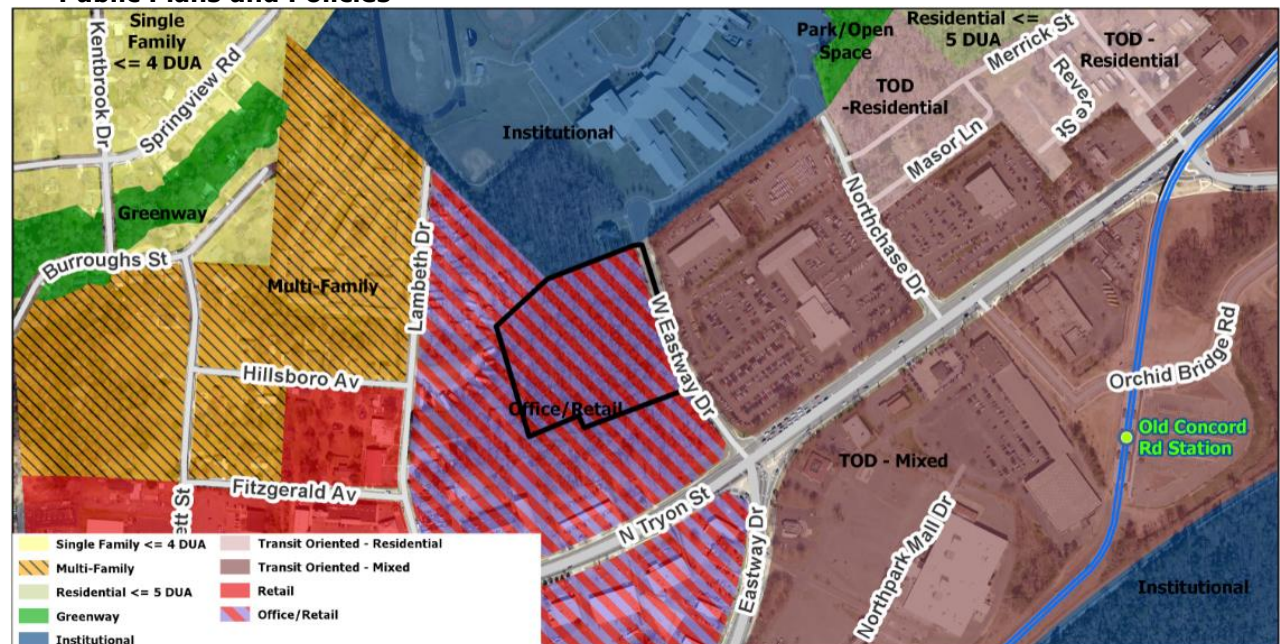 Public Plans and Policies
Single
Family
<= 4 DUA
Kentbrook Dr
Springview Rd
Greenway
Burroughs St
Multi-Family
Lambeth Dr
Hillsboro Av
Fitzgerald Av
ett St
Institutional
Park/Open
Space
Residential <=
5 DUA
Merrick St
TOD -
Residential
TOD
-Residential
Revere St
Masor Ln
Northchase Dr
W Eastway Dr
Office/Retail
Orchid Bridge Rd
Old Concord
Rd Station
TOD - Mixed
N Tryon St
Eastway Dr
Northpark Mall Dr
Institutional
Single Family <= 4 DUA
Multi-Family
Residential <= 5 DUA
Greenway
Institutional
Transit Oriented - Residential
Transit Oriented - Mixed
Retail
Office/Retail